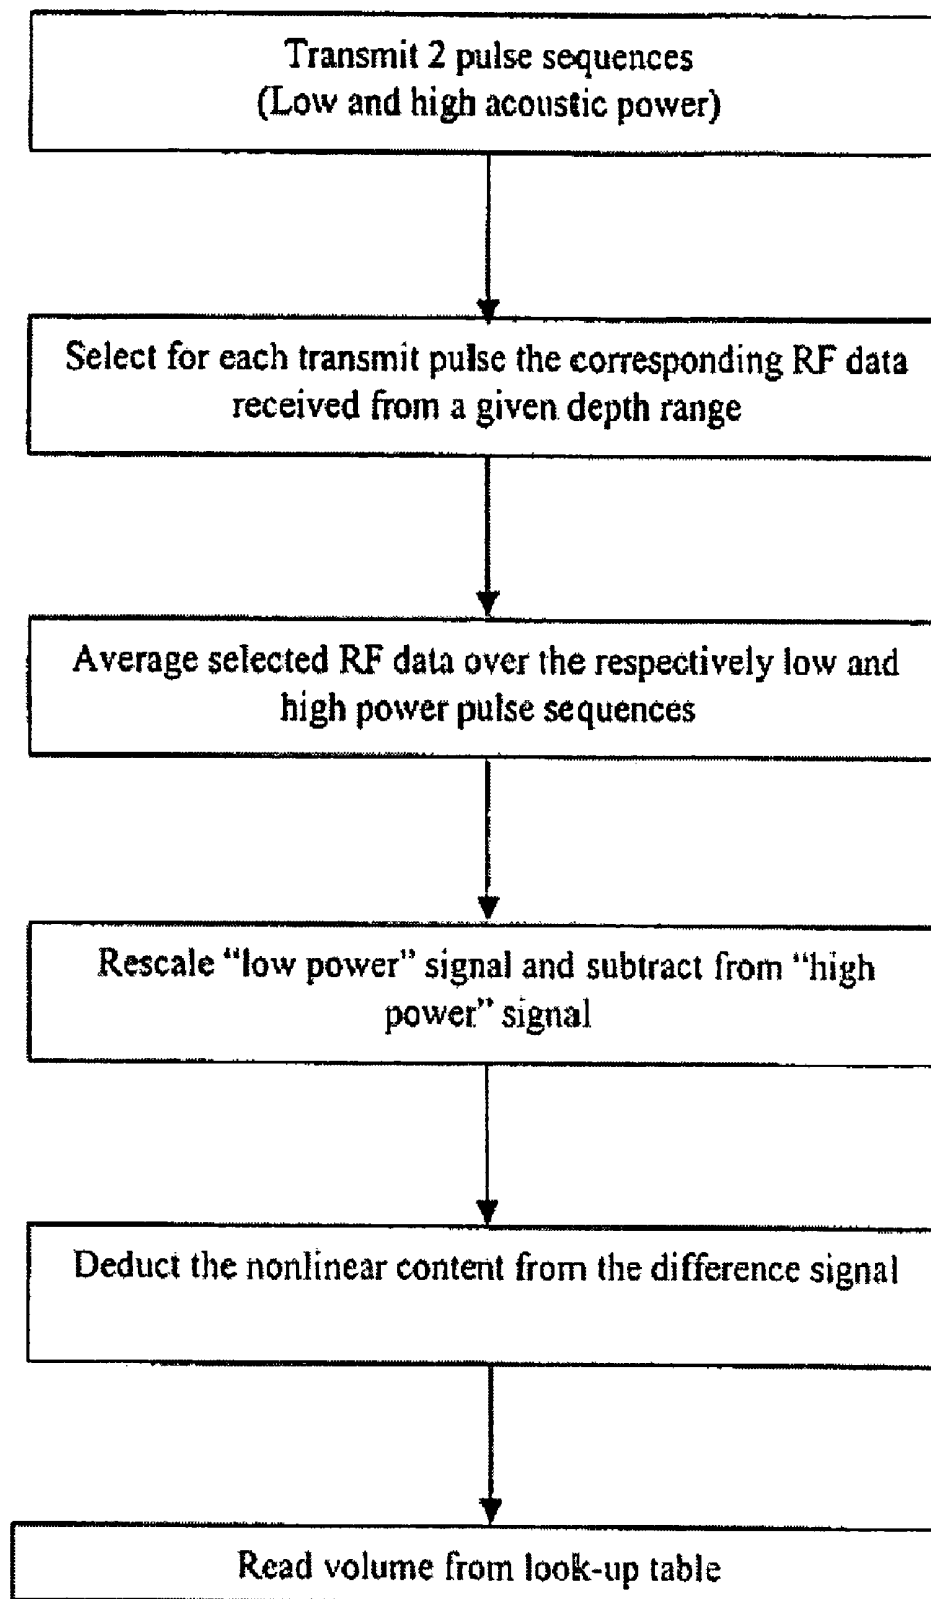 Transmit 2 pulse sequences
(Low and high acoustic power)
Select for each transmit pulse the corresponding RF data
received from a given depth range
Average selected RF data over the respectively low and
high power pulse sequences
Rescale “low power” signal and subtract from “high
power” signal
Deduct the nonlinear content from the difference signal
Read volume from look-up table